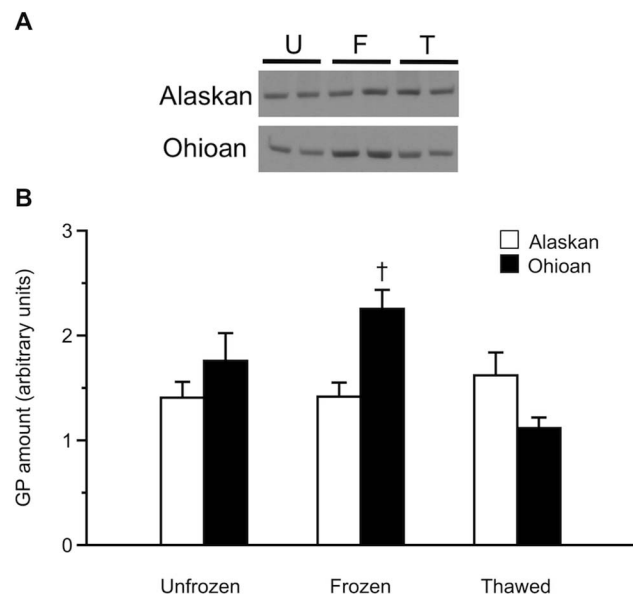 A
U F T
Alaskan
Ohioan
B
GP amount (arbitrary units)
3
2
1
0
†
Alaskan
Ohioan
Unfrozen Frozen Thawed